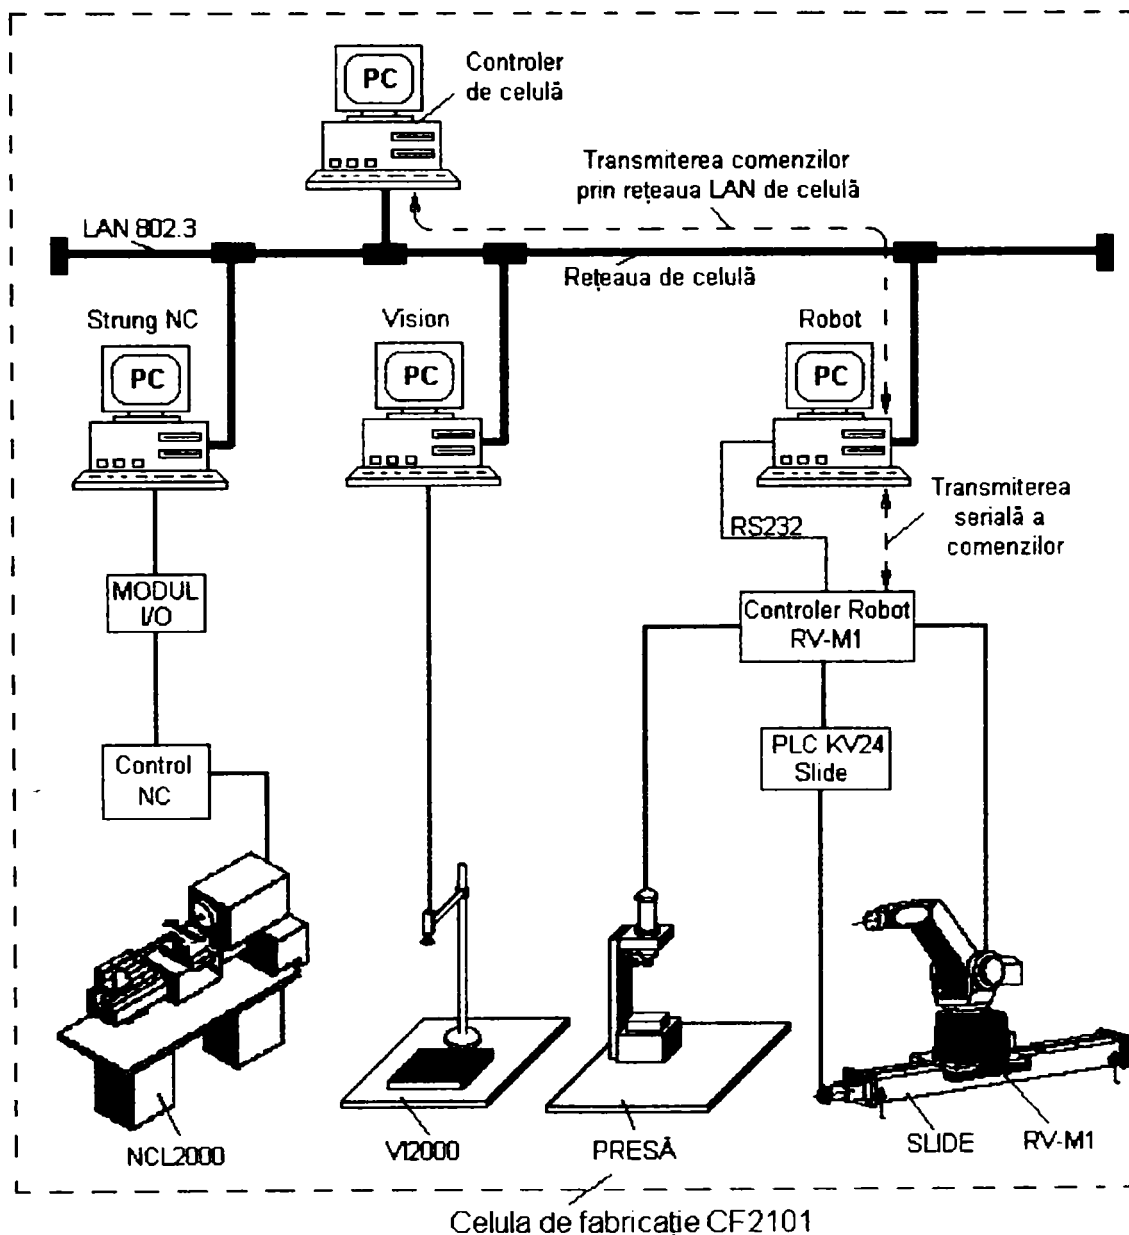 PC
Controler
de celulă
Transmiterea comenzilor
prin rețeaua LAN de celulă
LAN 802.3
Rețeaua de celulă
Strung NC
Vision
Robot
PC
PC
PC
Transmiterea
serială a
comenzilor
RS232
MODUL
I/O
Controler Robot
RV-M1
Control
NC
PLC KV24
Slide
NCL2000
VI2000
PRESĂ
SLIDE
RV-M1
Celula de fabricație CF2101